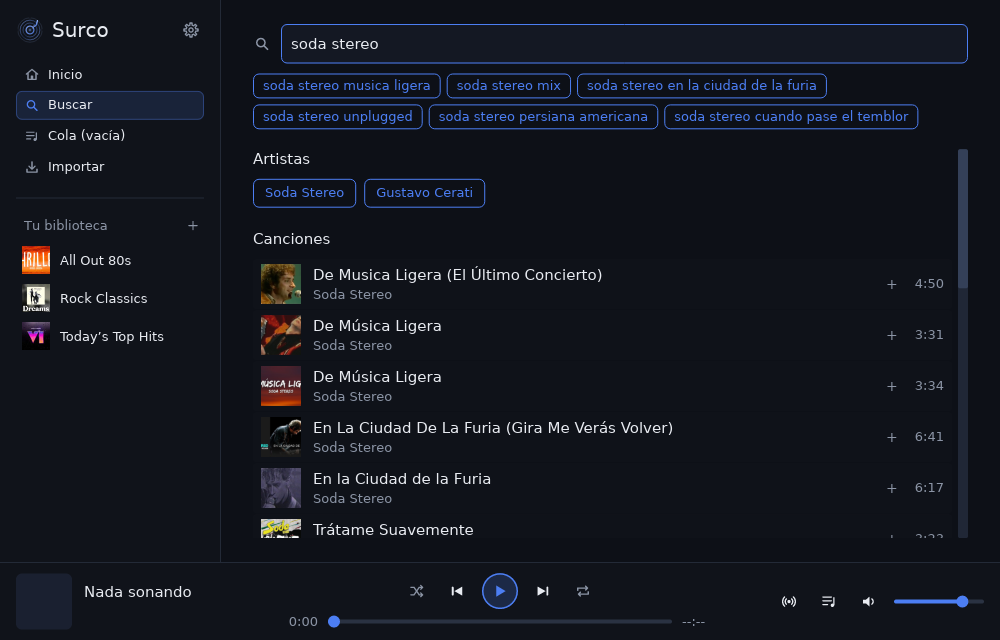 Surco
Inicio
Buscar
Cola (vacía)
Importar
Tu biblioteca
All Out 80s
Rock Classics
Today’s Top Hits
soda stereo
soda stereo musica ligera
soda stereo mix
soda stereo en la ciudad de la furia
soda stereo unplugged
soda stereo persiana americana
soda stereo cuando pase el temblor
Artistas
Soda Stereo
Gustavo Cerati
Canciones
De Musica Ligera (El Último Concierto)
Soda Stereo
4:50
De Música Ligera
Soda Stereo
3:31
De Música Ligera
Soda Stereo
3:34
En La Ciudad De La Furia (Gira Me Verás Volver)
Soda Stereo
6:41
En la Ciudad de la Furia
Soda Stereo
6:17
Trátame Suavemente
Nada sonando
0:00
--:--